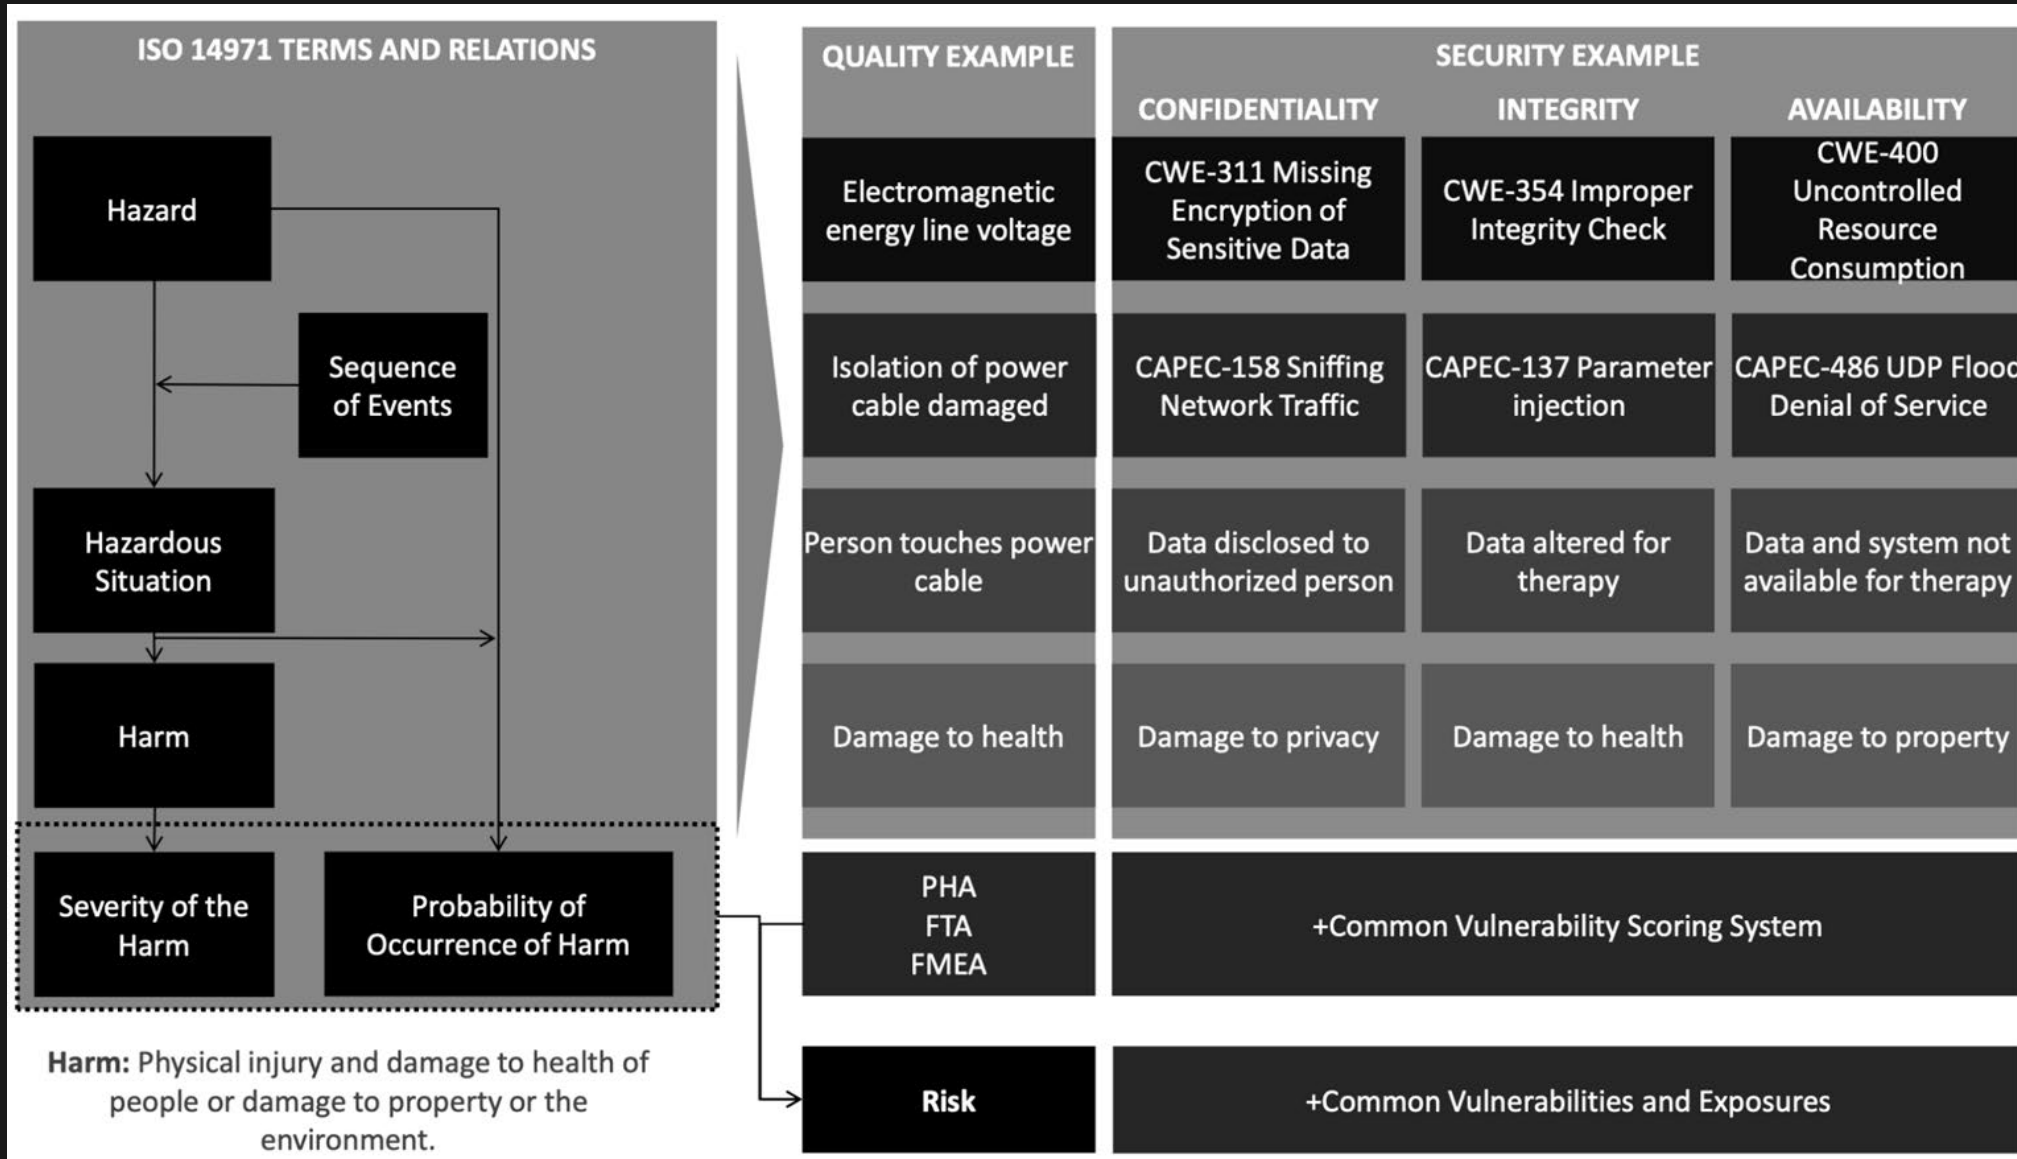 ISO 14971 TERMS AND RELATIONS
Hazard
Sequence
of Events
Hazardous
Situation
Harm
Severity of the
Harm
Probability of
Occurrence of Harm
Harm: Physical injury and damage to health of
people or damage to property or the
environment.
QUALITY EXAMPLE
SECURITY EXAMPLE
CONFIDENTIALITY
INTEGRITY
AVAILABILITY
Electromagnetic
energy line voltage
CWE-311 Missing
Encryption of
Sensitive Data
CWE-354 Improper
Integrity Check
CWE-400
Uncontrolled
Resource
Consumption
Isolation of power
cable damaged
CAPEC-158 Sniffing
Network Traffic
CAPEC-137 Parameter
injection
CAPEC-486 UDP Flood
Denial of Service
Person touches power
cable
Data disclosed to
unauthorized person
Data altered for
therapy
Data and system not
available for therapy
Damage to health
Damage to privacy
Damage to health
Damage to property
PHA
FTA
FMEA
+Common Vulnerability Scoring System
Risk
+Common Vulnerabilities and Exposures